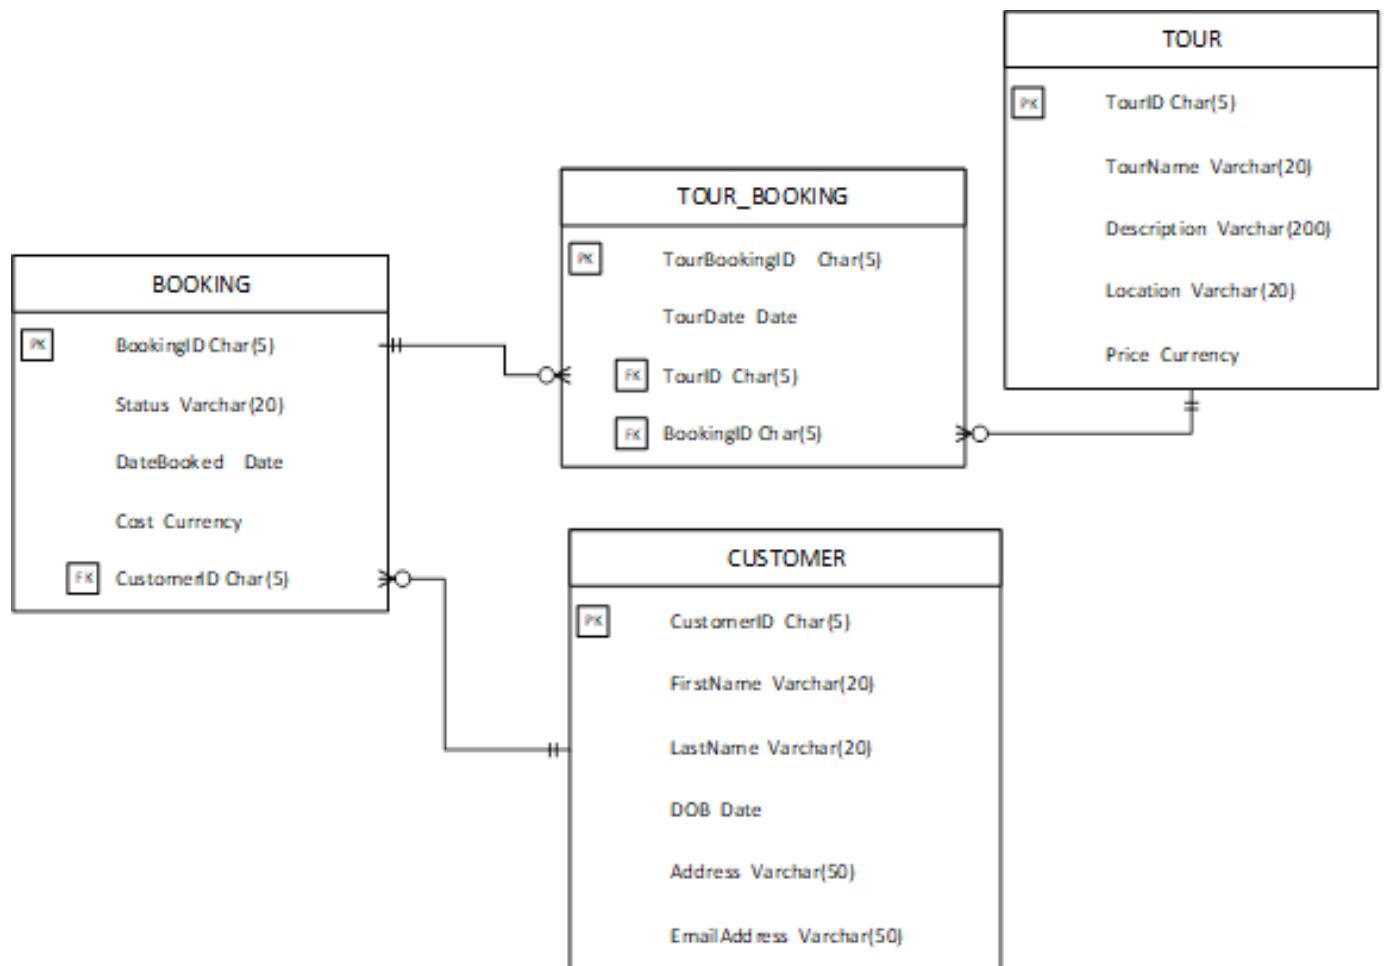 TOUR
PK TourID Char(5)
TourName Varchar(20)
Description Varchar(200)
Location Varchar(20)
Price Currency
TOUR_BOOKING
PK TourBookingID Char(5)
TourDate Date
FK TourID Char(5)
FK BookingID Char(5)
BOOKING
PK BookingID Char(5)
Status Varchar(20)
DateBooked Date
Cost Currency
FK CustomerID Char(5)
CUSTOMER
PK CustomerID Char(5)
FirstName Varchar(20)
LastName Varchar(20)
DOB Date
Address Varchar(50)
EmailAddress Varchar(50)